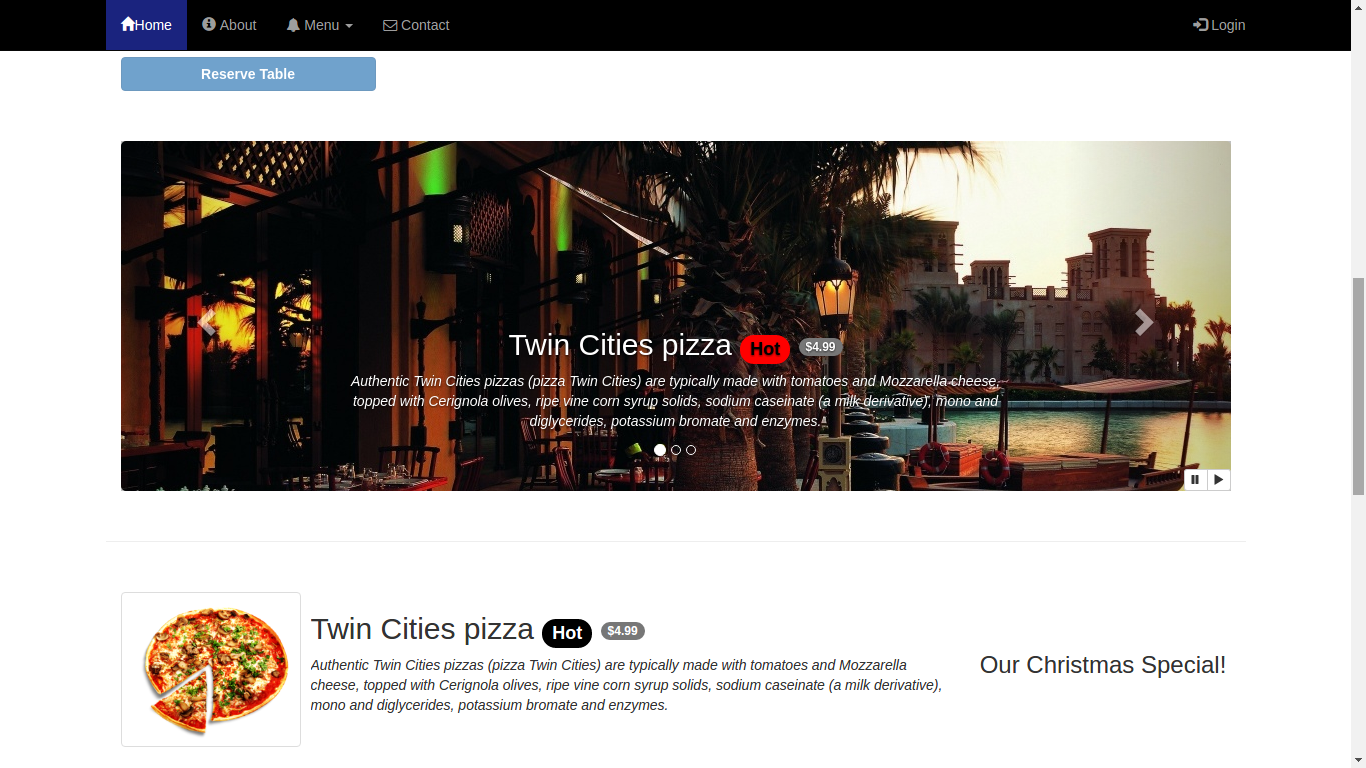 Home About Menu Contact Login
Reserve Table
Twin Cities pizza Hot $4.99
Authentic Twin Cities pizzas (pizza Twin Cities) are typically made with tomatoes and Mozzarella cheese,
topped with Cerignola olives, ripe vine corn syrup solids, sodium caseinate (a milk derivative), mono and
diglycerides, potassium bromate and enzymes.
Twin Cities pizza Hot $4.99
Authentic Twin Cities pizzas (pizza Twin Cities) are typically made with tomatoes and Mozzarella
cheese, topped with Cerignola olives, ripe vine corn syrup solids, sodium caseinate (a milk derivative),
mono and diglycerides, potassium bromate and enzymes.
Our Christmas Special!